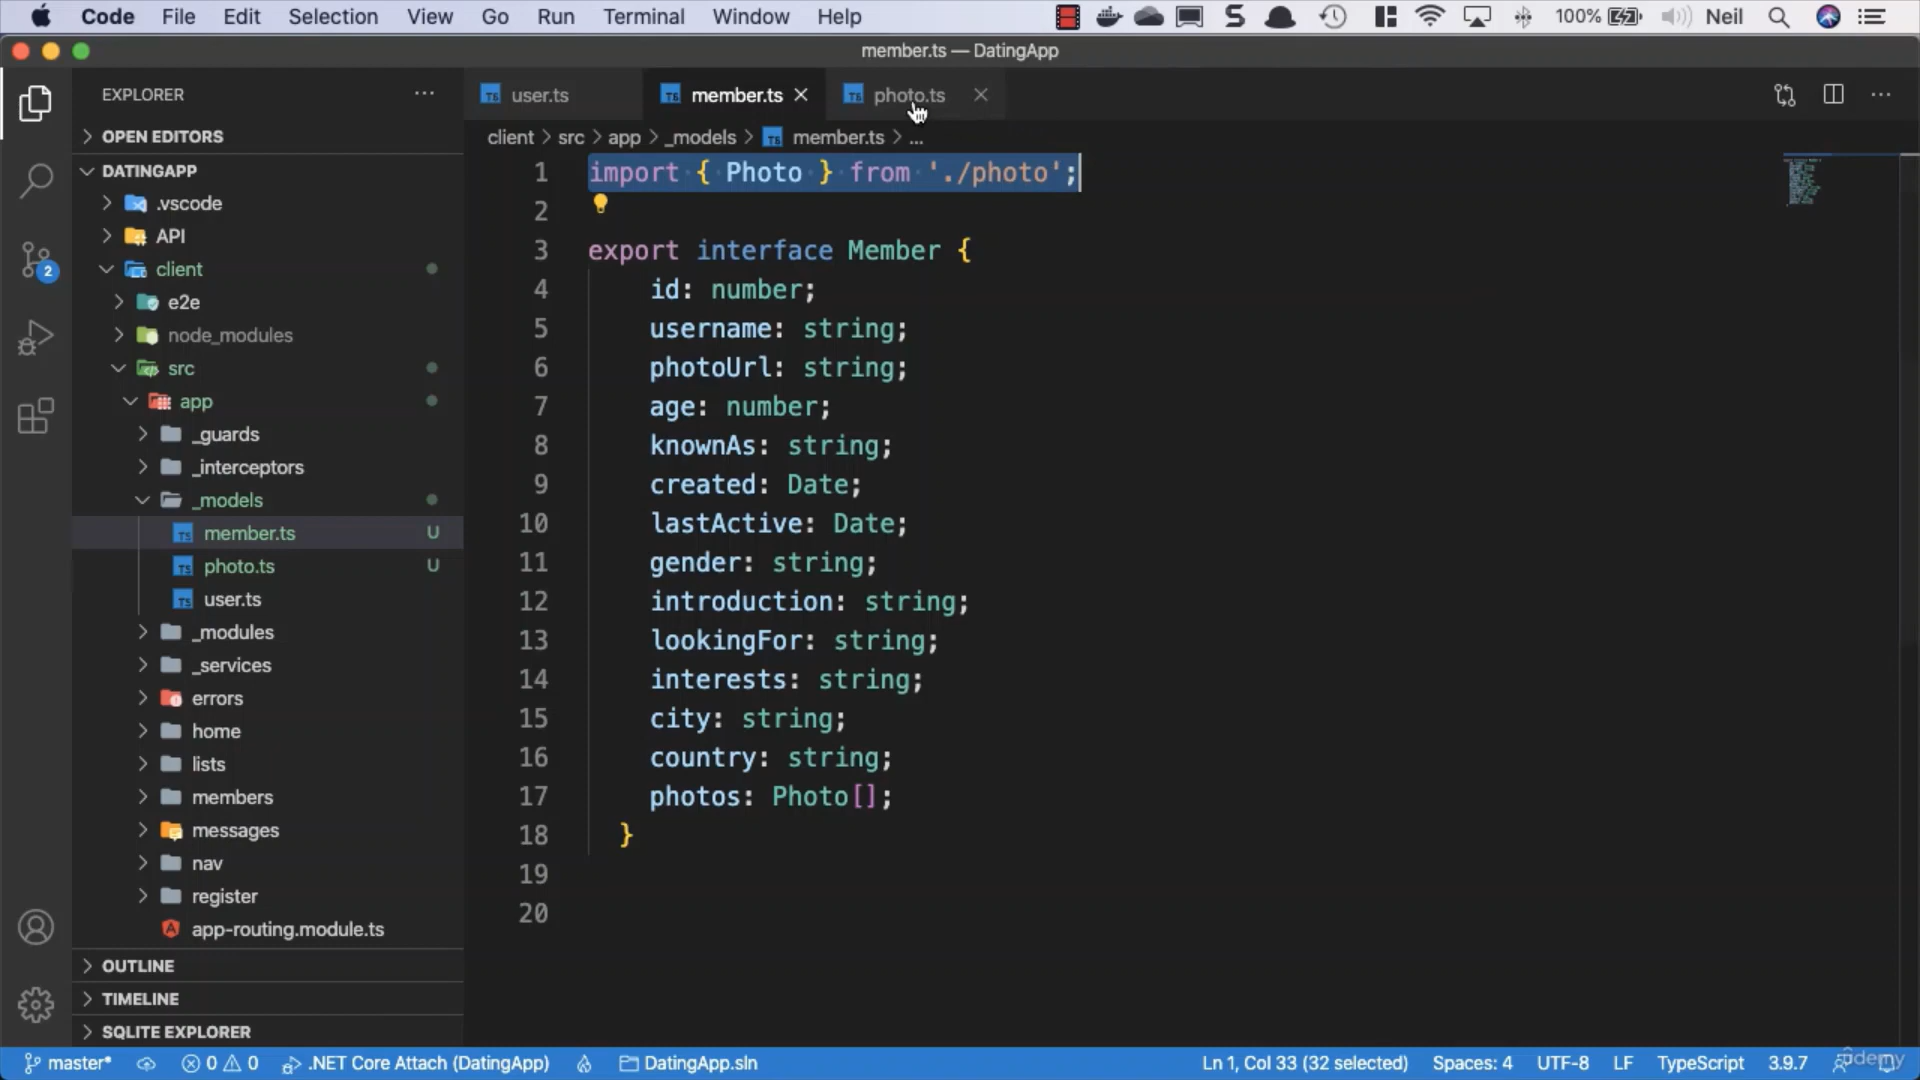 Code File Edit Selection View Go Run Terminal Window Help 100% Neil
member.ts — DatingApp
EXPLORER
user.ts member.ts photo.ts
OPEN EDITORS
client > src > app > _models > member.ts > ...
DATINGAPP
.vscode
API
client
e2e
node_modules
src
app
_guards
_interceptors
_models
member.ts U
photo.ts U
user.ts
_modules
_services
errors
home
lists
members
messages
nav
register
app-routing.module.ts
OUTLINE
TIMELINE
SQLITE EXPLORER
2
1 import { Photo } from './photo';
2
3 export interface Member {
4 id: number;
5 username: string;
6 photoUrl: string;
7 age: number;
8 knownAs: string;
9 created: Date;
10 lastActive: Date;
11 gender: string;
12 introduction: string;
13 lookingFor: string;
14 interests: string;
15 city: string;
16 country: string;
17 photos: Photo[];
18 }
19
20
master* 0 0 .NET Core Attach (DatingApp) DatingApp.sln Ln 1, Col 33 (32 selected) Spaces: 4 UTF-8 LF TypeScript 3.9.7
udemy